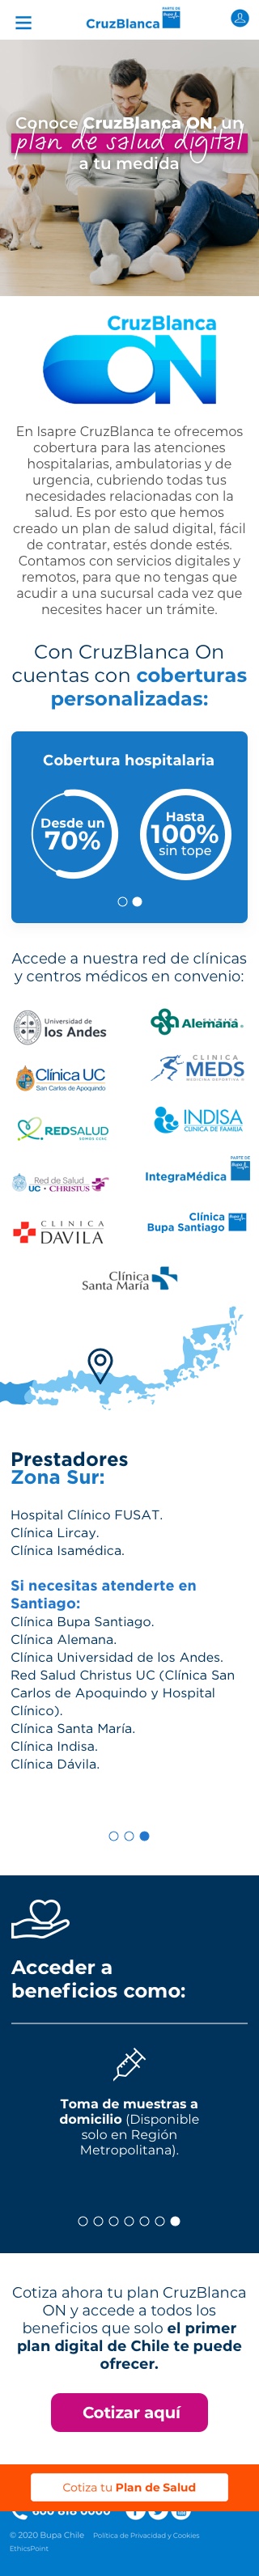 CruzBlanca
PARTE DE
Bupa
Conoce CruzBlanca ON, un
plan de salud digital
a tu medida
CruzBlanca
ON
En Isapre CruzBlanca te ofrecemos
cobertura para las atenciones
hospitalarias, ambulatorias y de
urgencia, cubriendo todas tus
necesidades relacionadas con la
salud. Es por esto que hemos
creado un plan de salud digital, fácil
de contratar, estés donde estés.
Contamos con servicios digitales y
remotos, para que no tengas que
acudir a una sucursal cada vez que
necesites hacer un trámite.
Con CruzBlanca On
cuentas con coberturas
personalizadas:
Cobertura hospitalaria
Desde un
70%
Hasta
100%
sin tope
Accede a nuestra red de clínicas
y centros médicos en convenio:
Universidad de
los Andes
CLINICA
Alemana
Clínica UC
San Carlos de Apoquindo
CLINICA
MEDS
REDSALUD
SOMOS CChC
INDISA
CLINICA DE FAMILIA
Red de Salud
UC · CHRISTUS
IntegraMédica
PARTE DE
Bupa
CLINICA
DAVILA
Clínica
Bupa Santiago
Bupa
Clínica
Santa María
Prestadores
Zona Sur:
Hospital Clínico FUSAT.
Clínica Lircay.
Clínica Isamédica.
Si necesitas atenderte en
Santiago:
Clínica Bupa Santiago.
Clínica Alemana.
Clínica Universidad de los Andes.
Red Salud Christus UC (Clínica San
Carlos de Apoquindo y Hospital
Clínico).
Clínica Santa María.
Clínica Indisa.
Clínica Dávila.
Acceder a
beneficios como:
Toma de muestras a
domicilio (Disponible
solo en Región
Metropolitana).
Cotiza ahora tu plan CruzBlanca
ON y accede a todos los
beneficios que solo el primer
plan digital de Chile te puede
ofrecer.
Cotizar aquí
Cotiza tu Plan de Salud
600 818 0000
© 2020 Bupa Chile Política de Privacidad y Cookies
EthicsPoint